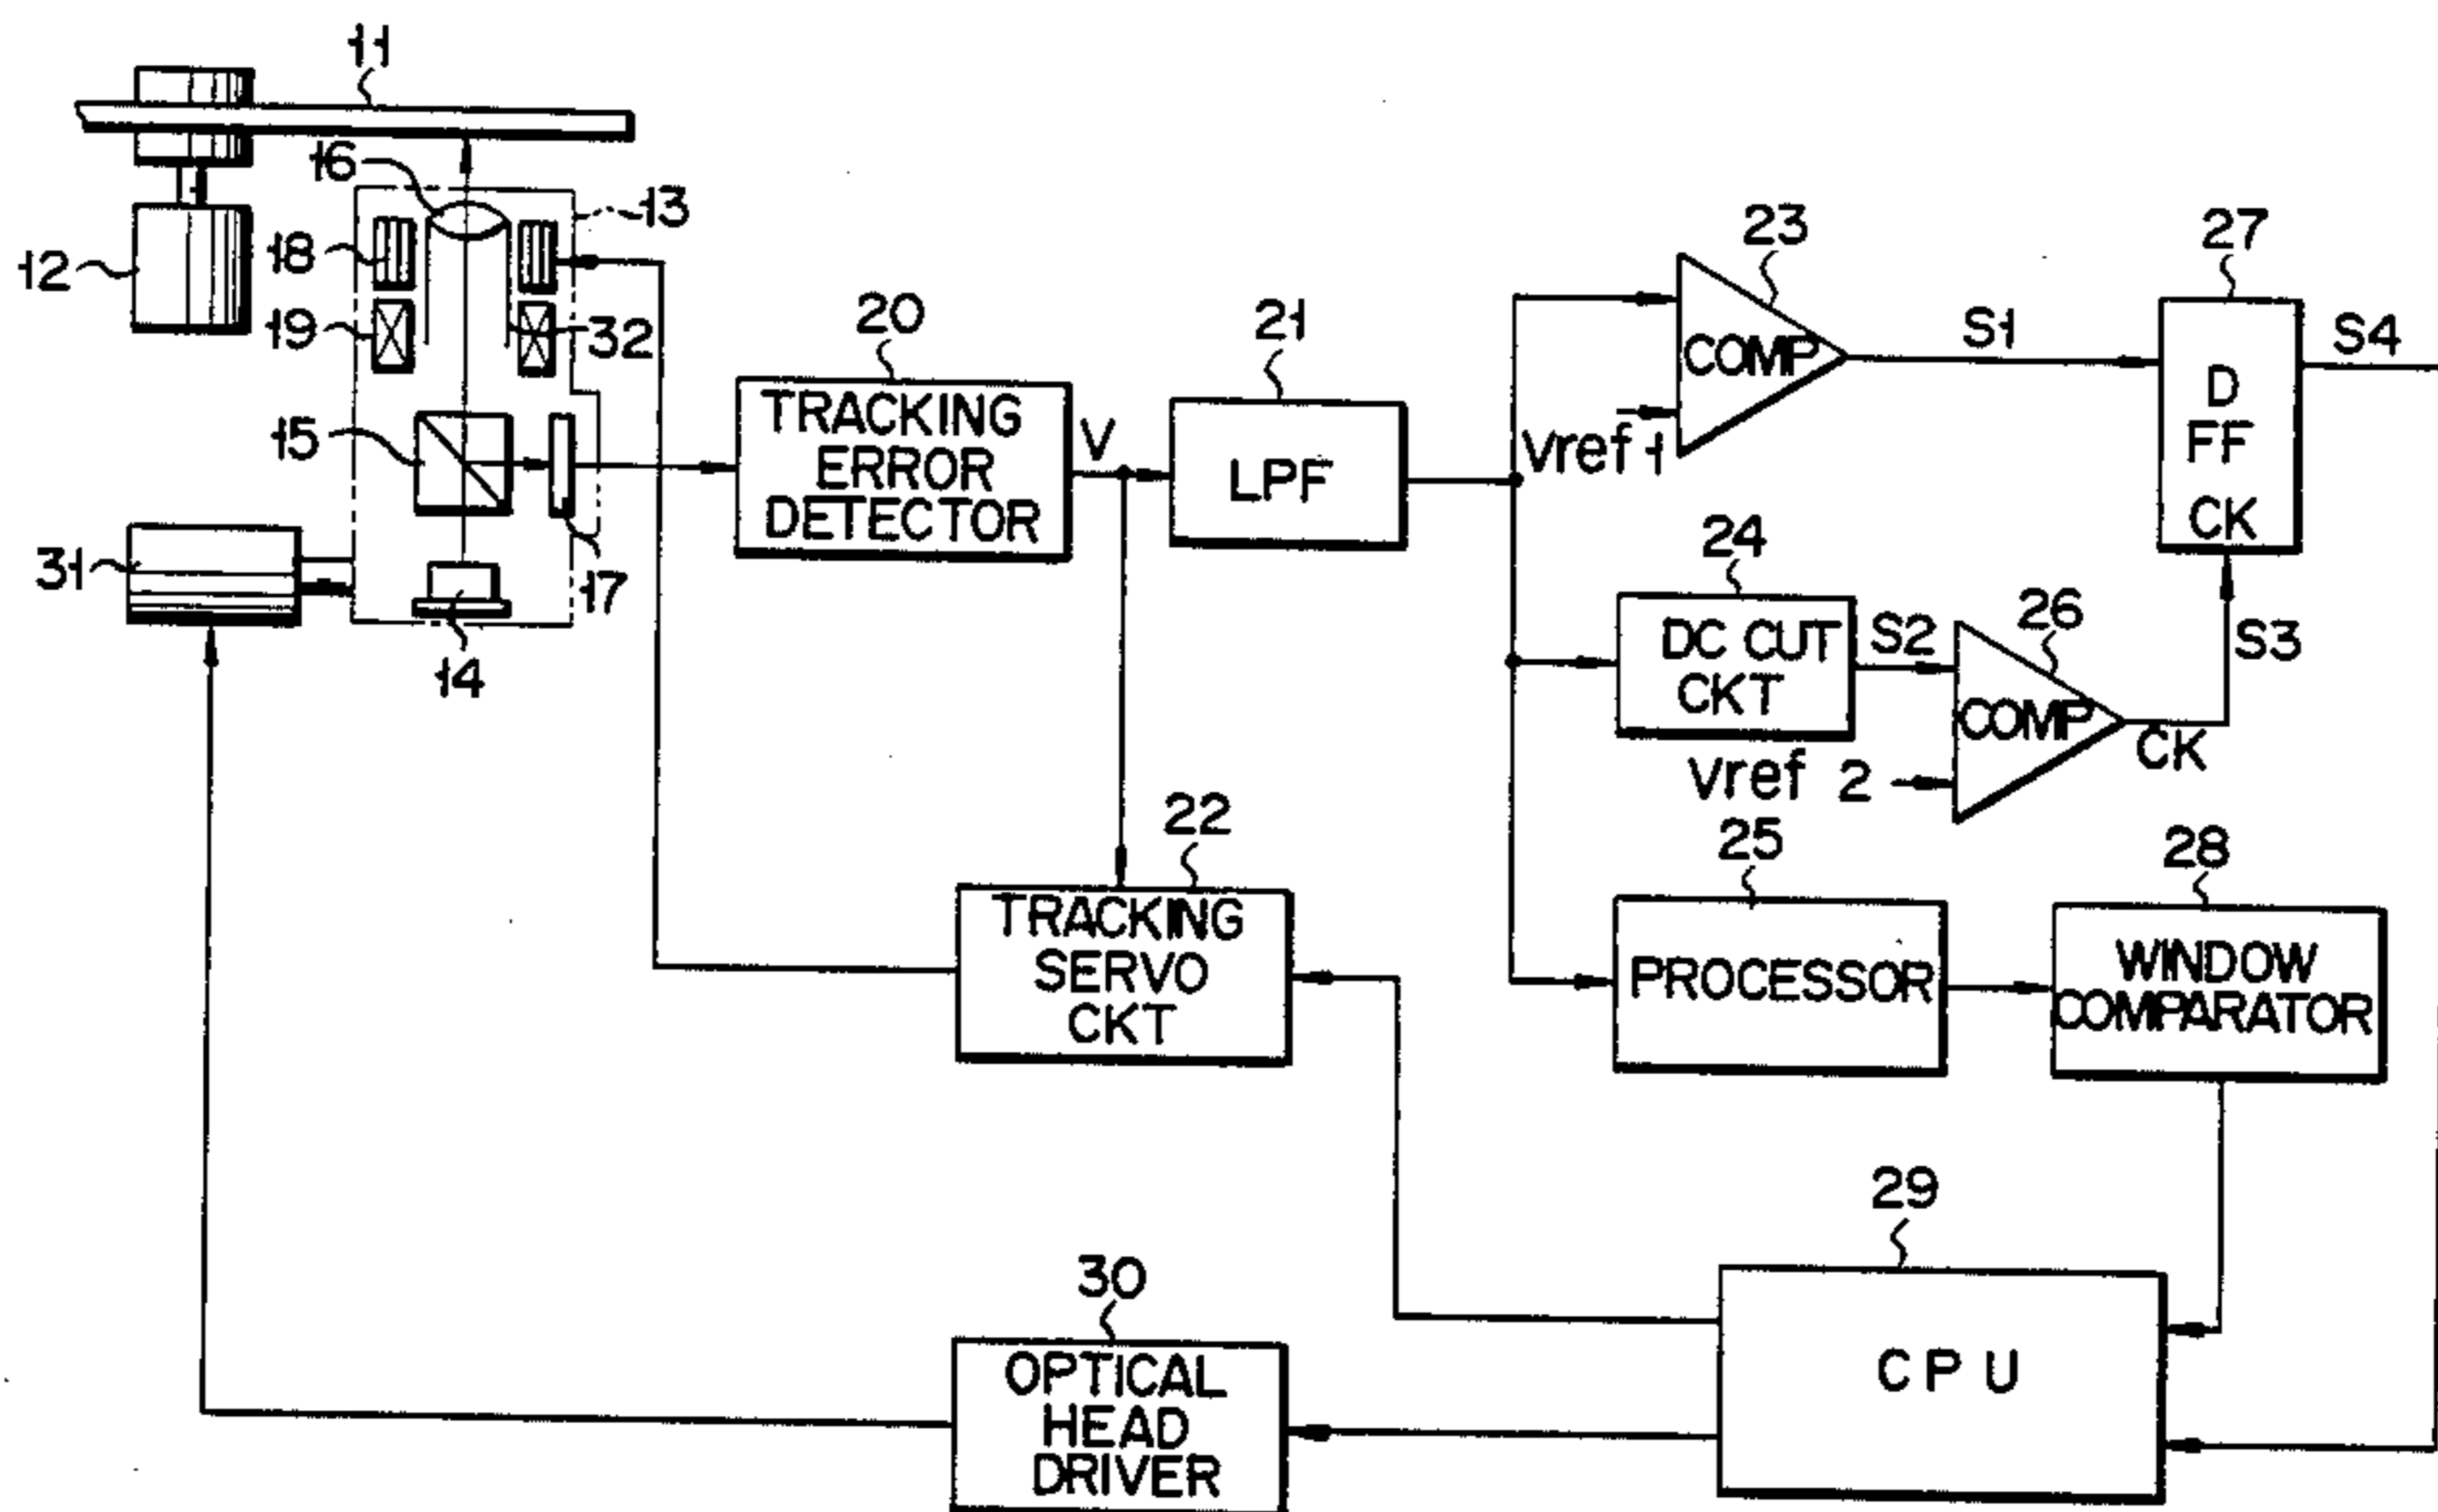 11
16
13
12
18
19
32
15
31
17
14
20
TRACKING
ERROR
DETECTOR
V
21
LPF
23
COMP
Vref 1
S1
27
D
FF
CK
S4
24
DC CUT
CKT
S2
26
COMP
Vref 2
CK
S3
22
TRACKING
SERVO
CKT
25
PROCESSOR
28
WINDOW
COMPARATOR
29
CPU
30
OPTICAL
HEAD
DRIVER